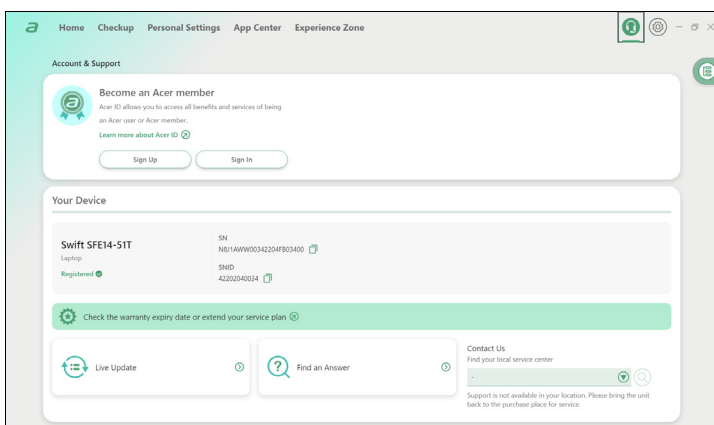 a Home Checkup Personal Settings App Center Experience Zone
Account & Support
Become an Acer member
Acer ID allows you to access all benefits and services of being
an Acer user or Acer member.
Learn more about Acer ID
Sign Up Sign In
Your Device
Swift SFE14-51T
Laptop
Registered
SN
N8J1AWW00342204FB03400
SNID
42202040034
Check the warranty expiry date or extend your service plan
Live Update
Find an Answer
Contact Us
Find your local service center
-
Support is not available in your location. Please bring the unit
back to the purchase place for service.